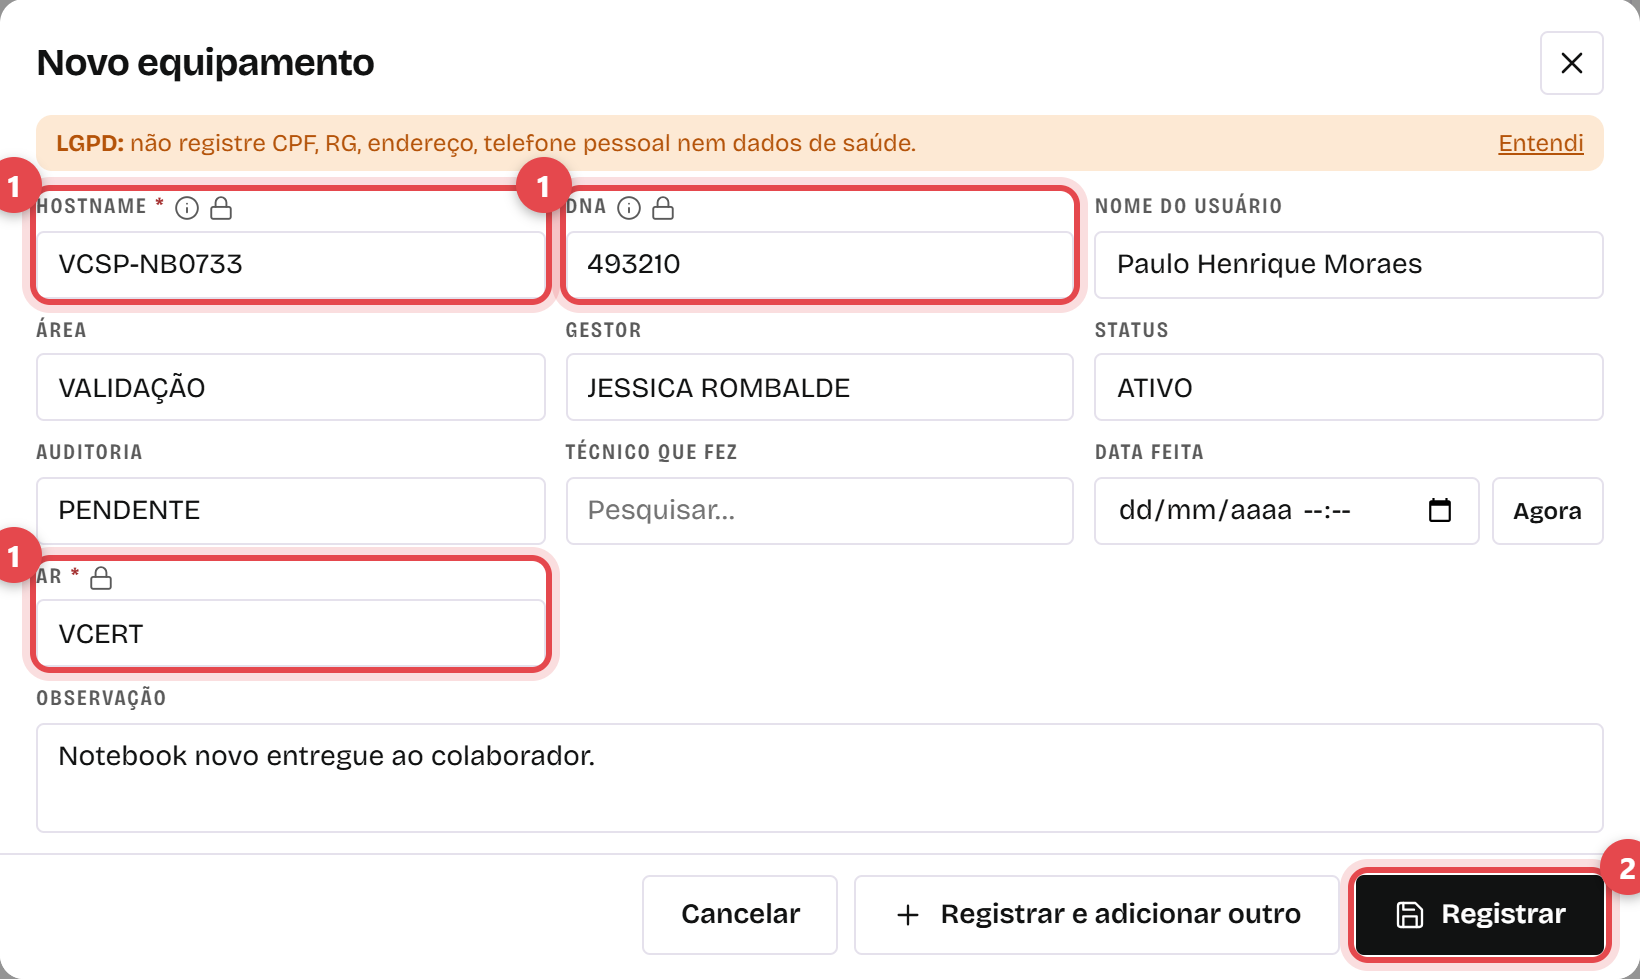 Novo equipamento
LGPD: não registre CPF, RG, endereço, telefone pessoal nem dados de saúde. Entendi
1 1
HOSTNAME * DNA NOME DO USUÁRIO
VCSP-NB0733 493210 Paulo Henrique Moraes
ÁREA GESTOR STATUS
VALIDAÇÃO JESSICA ROMBALDE ATIVO
AUDITORIA TÉCNICO QUE FEZ DATA FEITA
PENDENTE Pesquisar... dd/mm/aaaa --:-- Agora
1
AR *
VCERT
OBSERVAÇÃO
Notebook novo entregue ao colaborador.
2
Cancelar + Registrar e adicionar outro Registrar